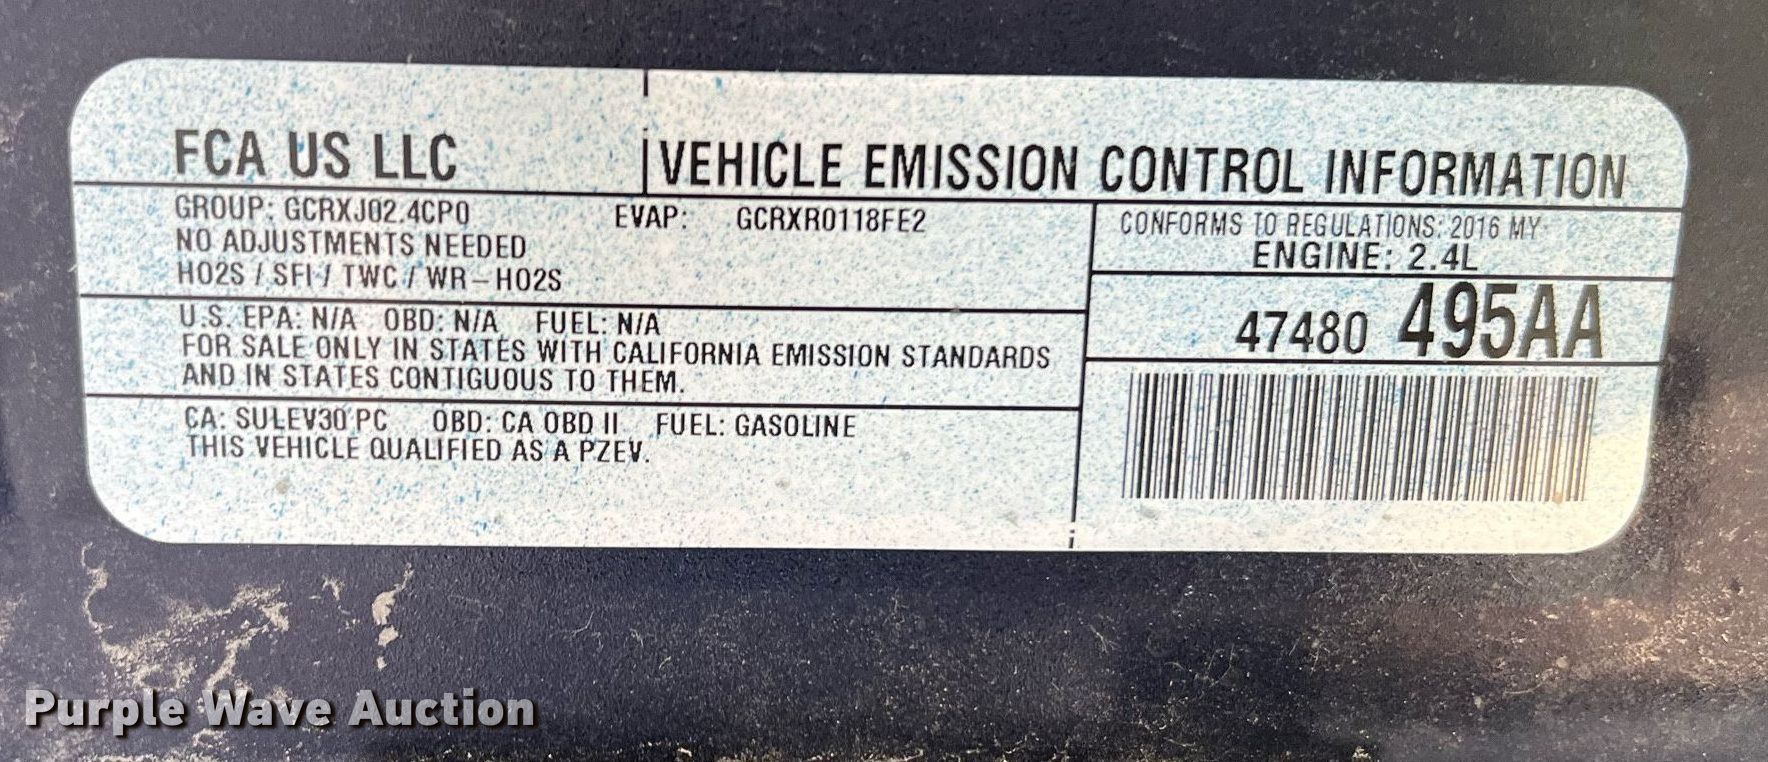 FCA US LLC
VEHICLE EMISSION CONTROL INFORMATION
GROUP: GCRXJ02.4CP0 EVAP: GCRXR0118FE2
NO ADJUSTMENTS NEEDED
HO2S / SFI / TWC / WR-HO2S
CONFORMS TO REGULATIONS: 2016 MY
ENGINE: 2.4L
47480 495AA
U.S. EPA: N/A OBD: N/A FUEL: N/A
FOR SALE ONLY IN STATES WITH CALIFORNIA EMISSION STANDARDS
AND IN STATES CONTIGUOUS TO THEM.
CA: SULEV30 PC OBD: CA OBD II FUEL: GASOLINE
THIS VEHICLE QUALIFIED AS A PZEV.
Purple Wave Auction